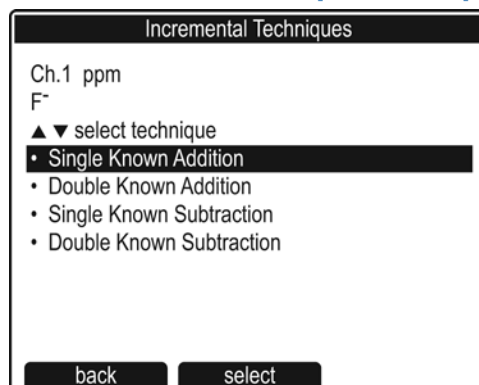 Incremental Techniques
Ch.1 ppm
F-
▲ ▼ select technique
• Single Known Addition
• Double Known Addition
• Single Known Subtraction
• Double Known Subtraction
back select